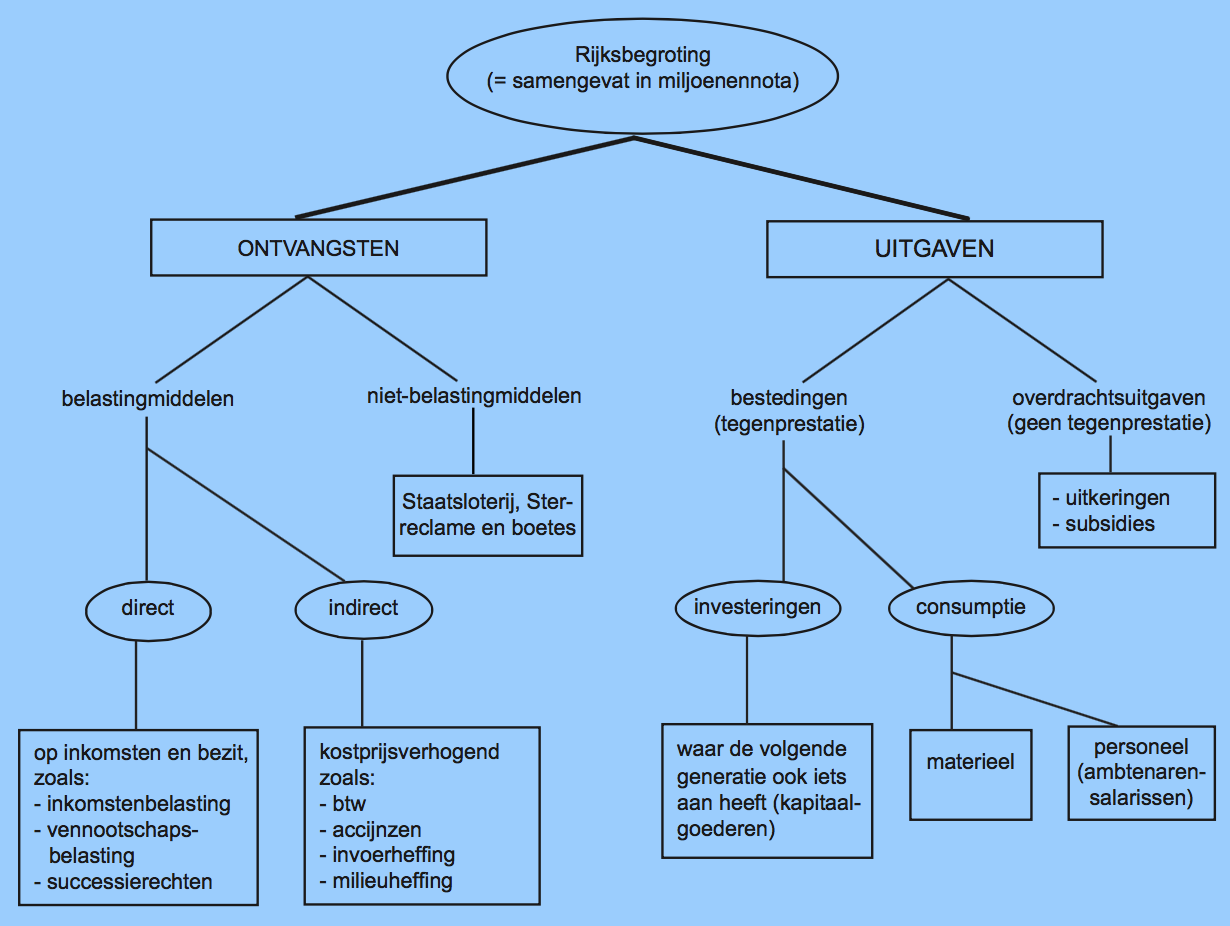 Rijksbegroting
(= samengevat in miljoenennota)
ONTVANGSTEN
UITGAVEN
belastingmiddelen
niet-belastingmiddelen
bestedingen
(tegenprestatie)
overdrachtsuitgaven
(geen tegenprestatie)
Staatsloterij, Ster-
reclame en boetes
- uitkeringen
- subsidies
direct
indirect
investeringen
consumptie
op inkomsten en bezit,
zoals:
- inkomstenbelasting
- vennootschaps-
belasting
- successierechten
kostprijsverhogend
zoals:
- btw
- accijnzen
- invoerheffing
- milieuheffing
waar de volgende
generatie ook iets
aan heeft (kapitaal-
goederen)
materieel
personeel
(ambtenaren-
salarissen)